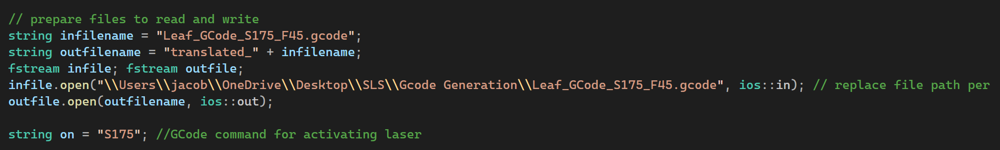 // prepare files to read and write
string infilename = "Leaf_GCode_S175_F45.gcode";
string outfilename = "translated_" + infilename;
fstream infile; fstream outfile;
infile.open("\\Users\\jacob\\OneDrive\\Desktop\\SLS\\Gcode Generation\\Leaf_GCode_S175_F45.gcode", ios::in); // replace file path per
outfile.open(outfilename, ios::out);
string on = "S175"; //GCode command for activating laser